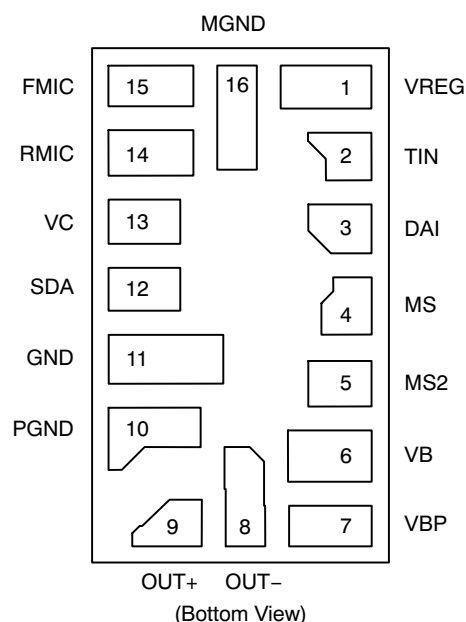 MGND
FMIC 15 16 1 VREG
RMIC 14 2 TIN
VC 13 3 DAI
SDA 12 4 MS
GND 11 5 MS2
PGND 10 6 VB
9 8 7 VBP
OUT+ OUT−
(Bottom View)